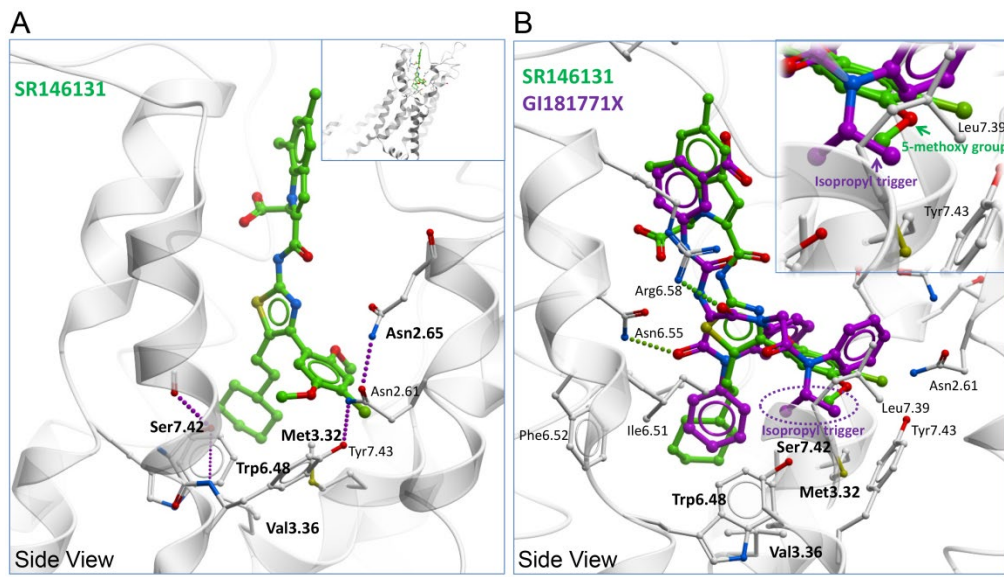 A
SR146131
Asn2.65
Asn2.61
Ser7.42
Met3.32
Tyr7.43
Trp6.48
Val3.36
Side View
B
SR146131
GI181771X
Leu7.39
5-methoxy group
Isopropyl trigger
Tyr7.43
Arg6.58
Asn6.55
Asn2.61
Leu7.39
Phe6.52
Ile6.51
Isopropyl trigger
Tyr7.43
Ser7.42
Trp6.48
Met3.32
Val3.36
Side View